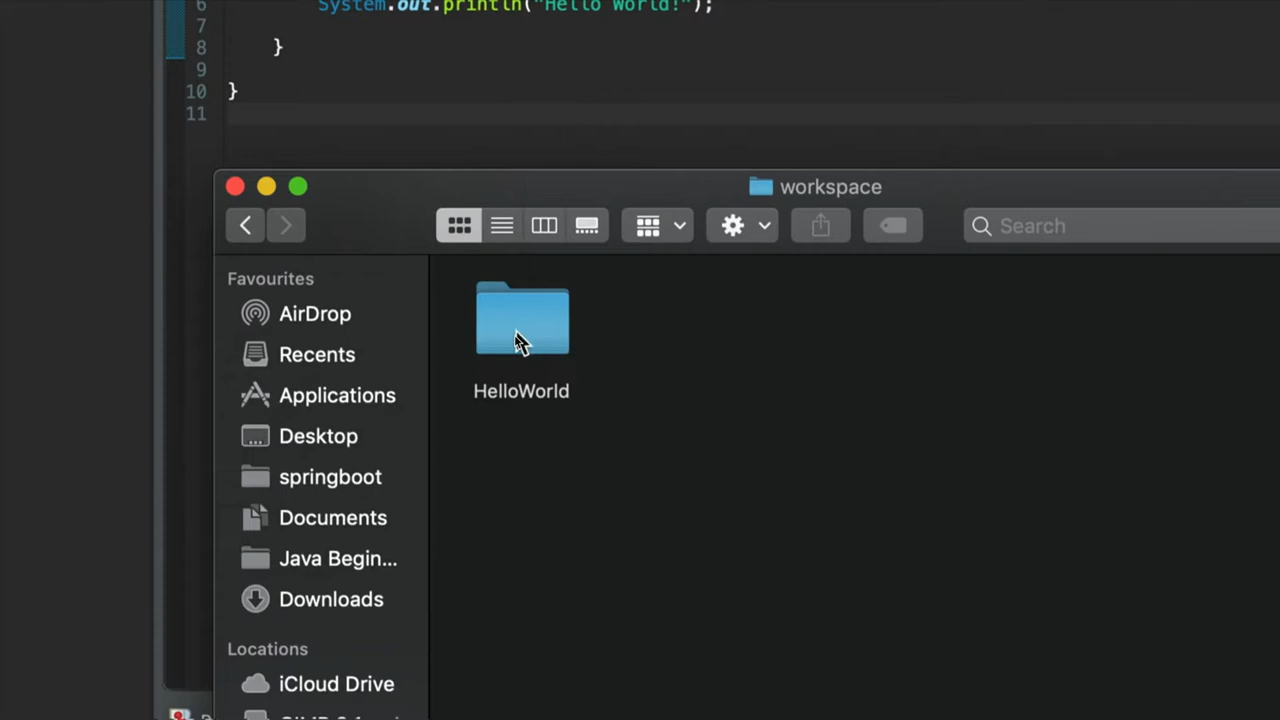 6 System.out.println("Hello World!");
7
8 }
9
10 }
11
workspace
Search
Favourites
AirDrop
Recents
Applications
Desktop
springboot
Documents
Java Begin...
Downloads
Locations
iCloud Drive
HelloWorld